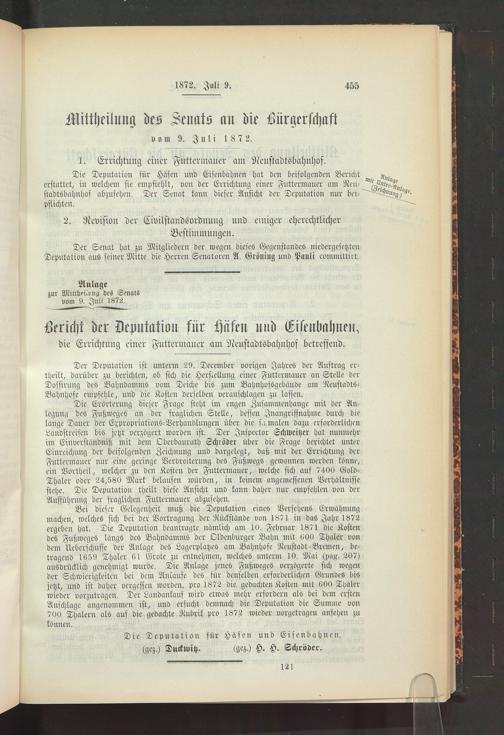 1872. Juli 9. 455
Mittheilung des Senats an die Bürgerschaft
vom 9. Juli 1872.
1. Errichtung einer Futtermauer am Neustadtsbahnhof.
Die Deputation für Häfen und Eisenbahnen hat den beifolgenden Bericht
erstattet, in welchem sie empfiehlt, von der Errichtung einer Futtermauer am Neu-
stadtsbahnhof abzusehen. Der Senat kann dieser Ansicht der Deputation nur bei-
pflichten.
Anlage
mit Unter-Anlage.
(Zeichnung)
2. Revision der Civilstandsordnung und einiger eherechtlicher
Bestimmungen.
Der Senat hat zu Mitgliedern der wegen dieses Gegenstandes niedergesetzten
Deputation aus seiner Mitte die Herren Senatoren A. Gröning und Pauli committirt.
Anlage
zur Mittheilung des Senats
vom 9. Juli 1872.
Bericht der Deputation für Häfen und Eisenbahnen,
die Errichtung einer Futtermauer am Neustadtsbahnhof betreffend.
Der Deputation ist unterm 29. December vorigen Jahres der Auftrag er-
theilt, darüber zu berichten, ob sich die Herstellung einer Futtermauer an Stelle der
Dossirung des Bahndamms vom Deiche bis zum Bahnhofsgebäude am Neustadts-
Bahnhofe empfehle, und die Kosten derselben veranschlagen zu lassen.
Die Erörterung dieser Frage steht im engen Zusammenhange mit der An-
legung des Fußweges an der fraglichen Stelle, dessen Inangriffnahme durch die
lange Dauer der Expropriations-Verhandlungen über die schmalen dazu erforderlichen
Landstreifen bis jetzt verzögert worden ist. Der Inspector Schweitzer hat nunmehr
im Einverständniß mit dem Oberbaurath Schröder über die Frage berichtet unter
Einreichung der beifolgenden Zeichnung und dargelegt, daß mit der Errichtung der
Futtermauer nur eine geringe Verbreiterung des Fußwegs gewonnen werden könne,
ein Vortheil, welcher zu den Kosten der Futtermauer, welche sich auf 7400 Gold-
Thaler oder 24,580 Mark belaufen würden, in keinem angemessenen Verhältnisse
stehe. Die Deputation theilt diese Ansicht und kann daher nur empfehlen von der
Aufführung der fraglichen Futtermauer abzusehen.
Bei dieser Gelegenheit muß die Deputation eines Versehens Erwähnung
machen, welches sich bei der Vortragung der Rückstände von 1871 in das Jahr 1872
ergeben hat. Die Deputation beantragte nämlich am 10. Februar 1871 die Kosten
des Fußweges längs des Bahndamms der Oldenburger Bahn mit 600 Thaler von
dem Ueberschusse der Anlage des Lagerplatzes am Bahnhofe Neustadt-Bremen, be-
tragend 1659 Thaler 61 Grote zu entnehmen, welches unterm 10. Mai (pag. 207)
ausdrücklich genehmigt wurde. Die Anlage jenes Fußweges verzögerte sich wegen
der Schwierigkeiten bei dem Ankaufe des für denselben erforderlichen Grundes bis
jetzt, und ist daher vergessen werden, pro 1872 die gedachten Kosten mit 600 Thaler
wieder vorzutragen. Der Landankauf wird etwas mehr erfordern als bei dem ersten
Anschlage angenommen ist, und ersucht demnach die Deputation die Summe von
700 Thalern als auf die gedachte Rubrik pro 1872 wieder vorgetragen ansehen zu
können.
Die Deputation für Häfen und Eisenbahnen.
(gez.) Duckwitz. (gez.) H. H. Schröder.
121